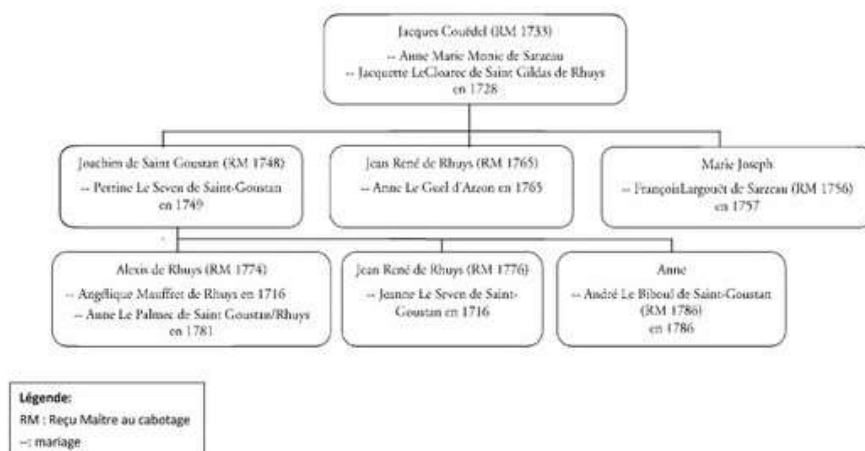 Jacques Couëdel (RM 1733)
-- Anne Marie Monic de Sarzeau
-- Jacquette LeCloarec de Saint Gildas de Rhuys
en 1728
Joachim de Saint Goustan (RM 1748)
-- Perrine Le Seven de Saint-Goustan
en 1749
Jean René de Rhuys (RM 1765)
-- Anne Le Guel d'Arzon en 1765
Marie Joseph
-- FrançoisLargouët de Sarzeau (RM 1756)
en 1757
Alexis de Rhuys (RM 1774)
-- Angélique Mauffret de Rhuys en 1716
-- Anne Le Palmec de Saint Goustan/Rhuys
en 1781
Jean René de Rhuys (RM 1776)
-- Jeanne Le Seven de Saint-
Goustan en 1716
Anne
-- André Le Biboul de Saint-Goustan
(RM 1786)
en 1786
Légende:
RM : Reçu Maître au cabotage
--: mariage